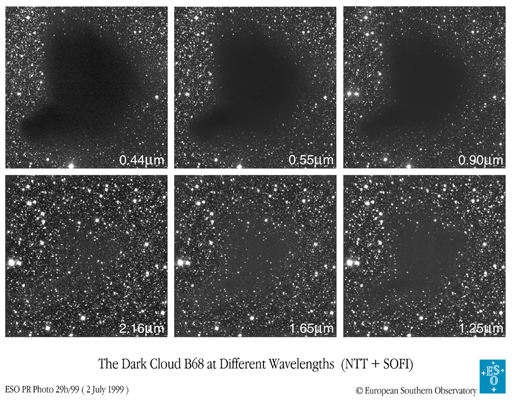 0.44µm
0.55µm
0.90µm
2.16µm
1.65µm
1.25µm
The Dark Cloud B68 at Different Wavelengths (NTT + SOFI)
ESO PR Photo 29b/99 ( 2 July 1999 )
© European Southern Observatory
ESO